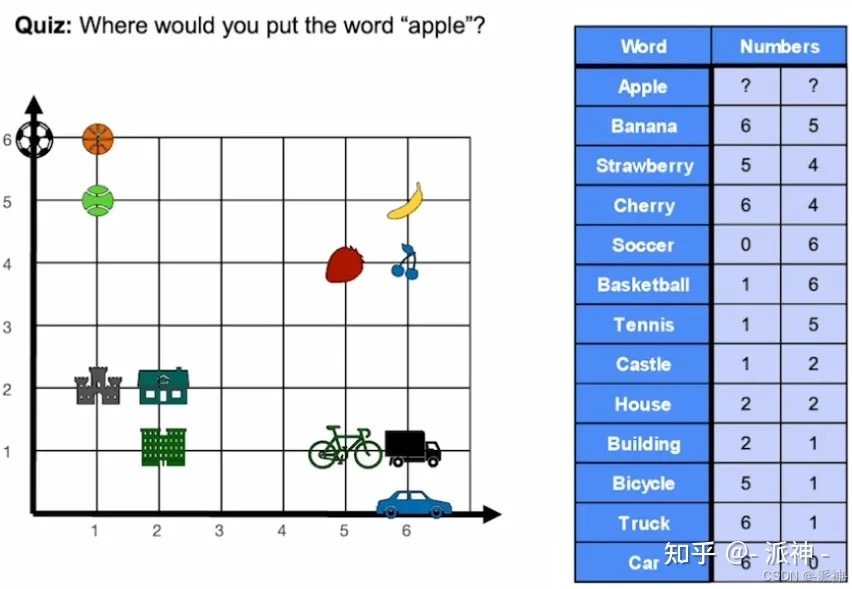 Quiz: Where would you put the word “apple”?
Word Numbers
Apple ? ?
Banana 6 5
Strawberry 5 4
Cherry 6 4
Soccer 0 6
Basketball 1 6
Tennis 1 5
Castle 1 2
House 2 2
Building 2 1
Bicycle 5 1
Truck 6 1
Car 6 0
6
5
4
3
2
1
1 2 3 4 5 6
知乎 @- 派神 -
CSDN @-派神-